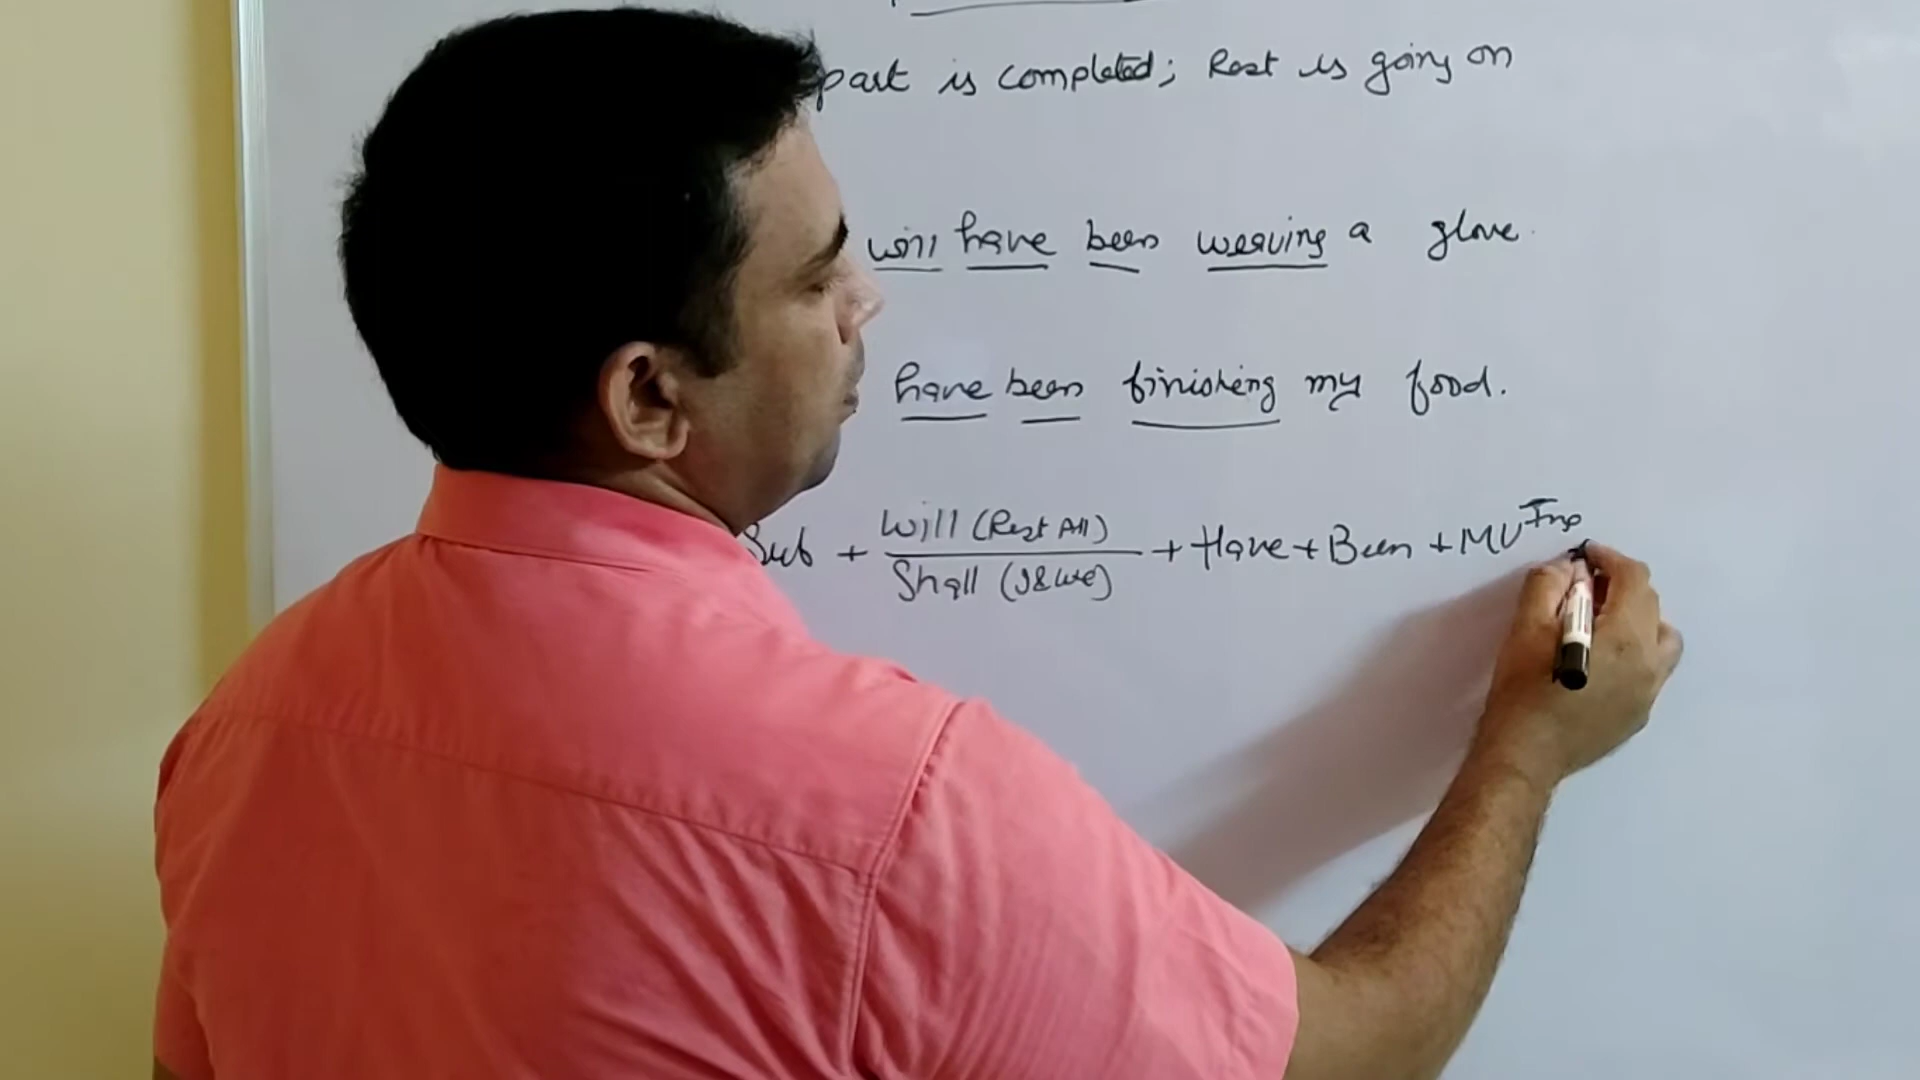 part is completed; Rest is going on
will have been weaving a glove.
have been finishing my food.
Sub + Will (Rest All) / Shall (I & We) + Have + Been + MV Ing